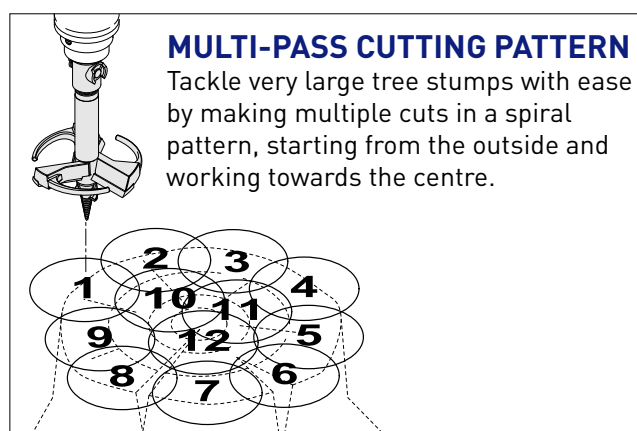 MULTI-PASS CUTTING PATTERN
Tackle very large tree stumps with ease
by making multiple cuts in a spiral
pattern, starting from the outside and
working towards the centre.
2 3
1 4
10 11
9 12 5
8 7 6